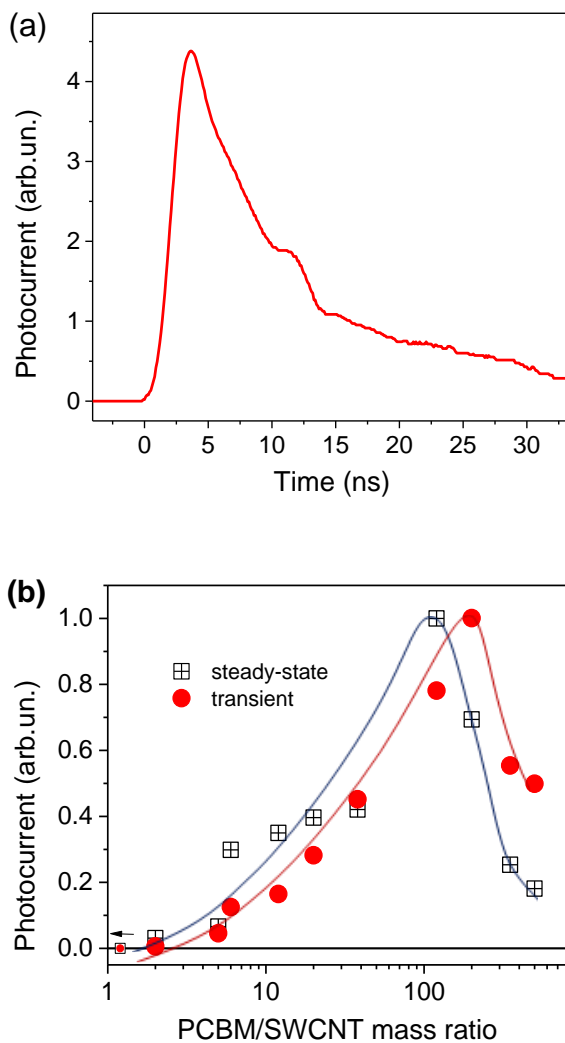 (a)
Photocurrent (arb.un.)
4
3
2
1
0
0 5 10 15 20 25 30
Time (ns)
(b)
Photocurrent (arb.un.)
1.0
0.8
0.6
0.4
0.2
0.0
steady-state
transient
1 10 100
PCBM/SWCNT mass ratio